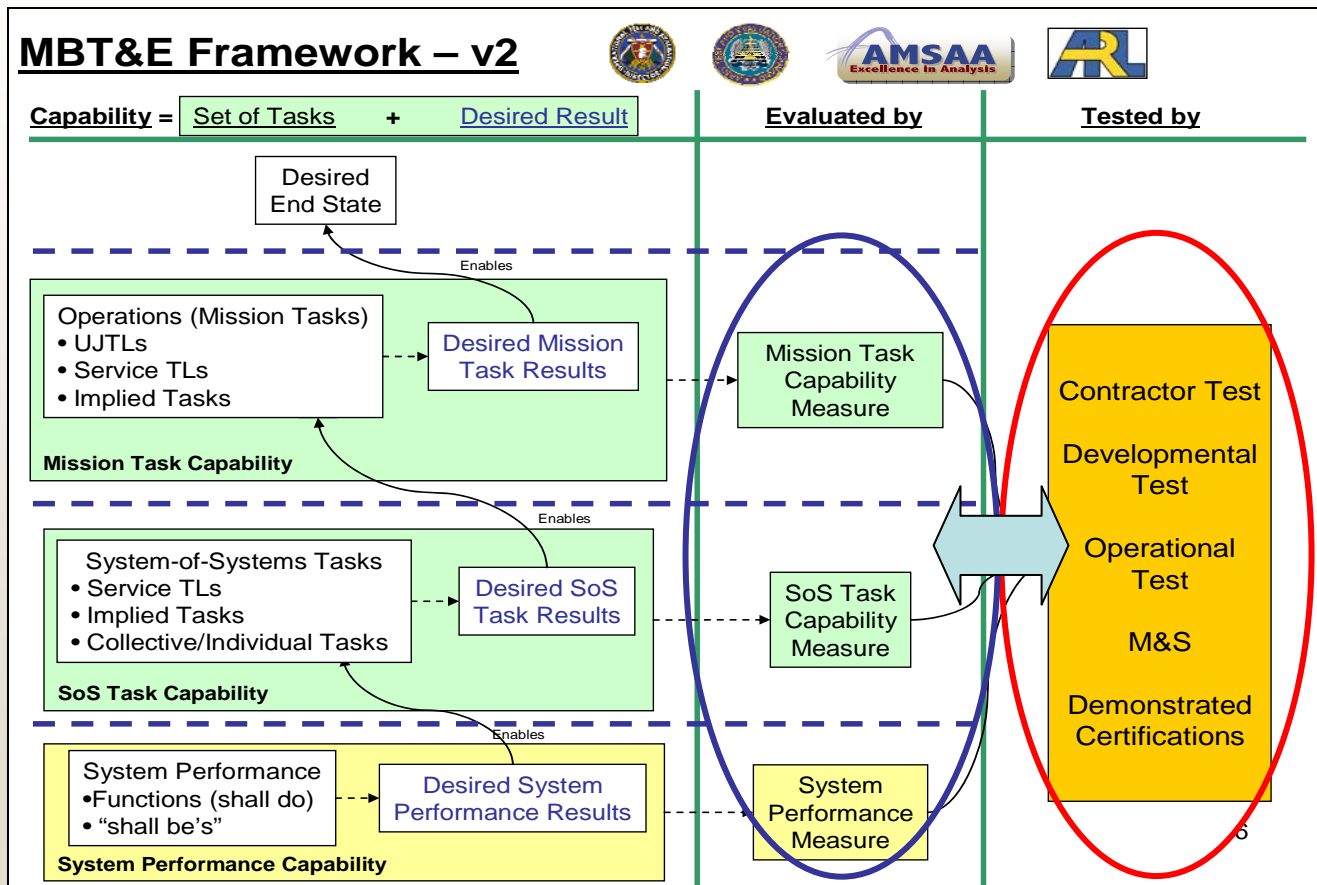 MBT&E Framework – v2
AMSAA
Excellence In Analysis
ARL
Capability = Set of Tasks + Desired Result
Evaluated by
Tested by
Desired
End State
Enables
Operations (Mission Tasks)
• UJTLs
• Service TLs
• Implied Tasks
Desired Mission
Task Results
Mission Task Capability
Mission Task
Capability
Measure
Enables
System-of-Systems Tasks
• Service TLs
• Implied Tasks
• Collective/Individual Tasks
Desired SoS
Task Results
SoS Task Capability
SoS Task
Capability
Measure
Enables
System Performance
•Functions (shall do)
• “shall be’s”
Desired System
Performance Results
System Performance Capability
System
Performance
Measure
Contractor Test
Developmental
Test
Operational
Test
M&S
Demonstrated
Certifications
6